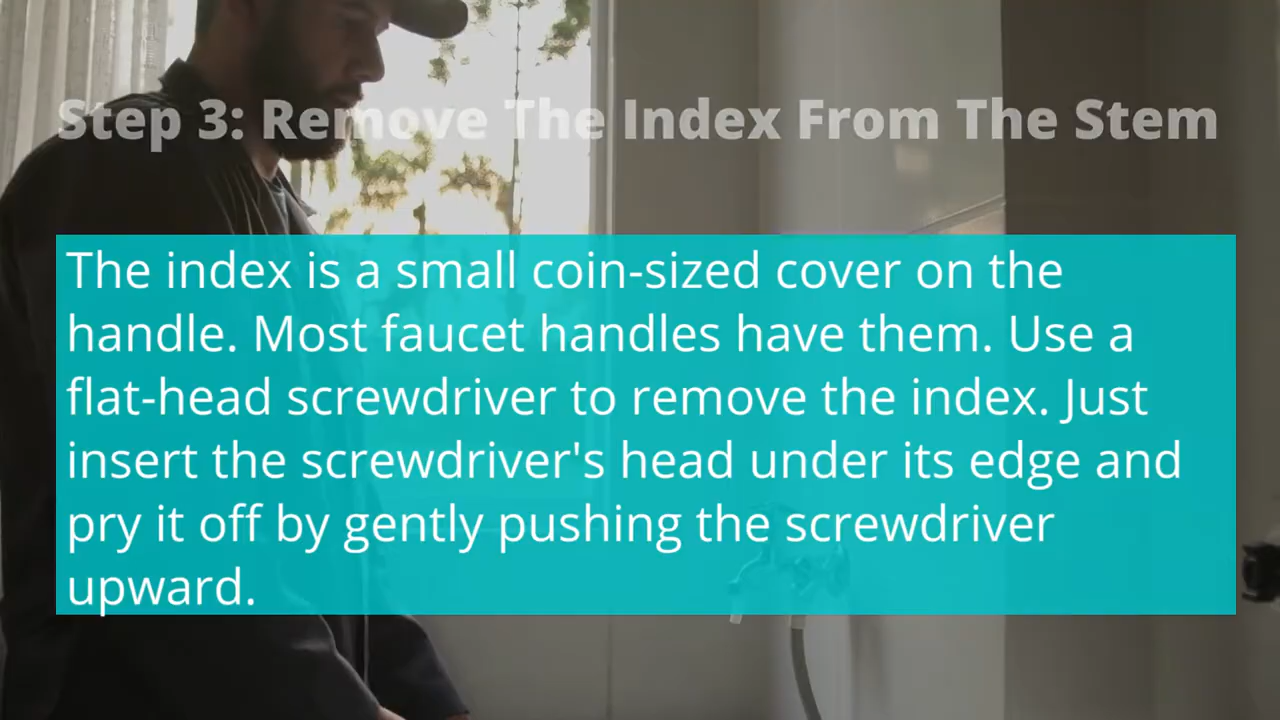 Step 3: Remove The Index From The Stem
The index is a small coin-sized cover on the
handle. Most faucet handles have them. Use a
flat-head screwdriver to remove the index. Just
insert the screwdriver's head under its edge and
pry it off by gently pushing the screwdriver
upward.